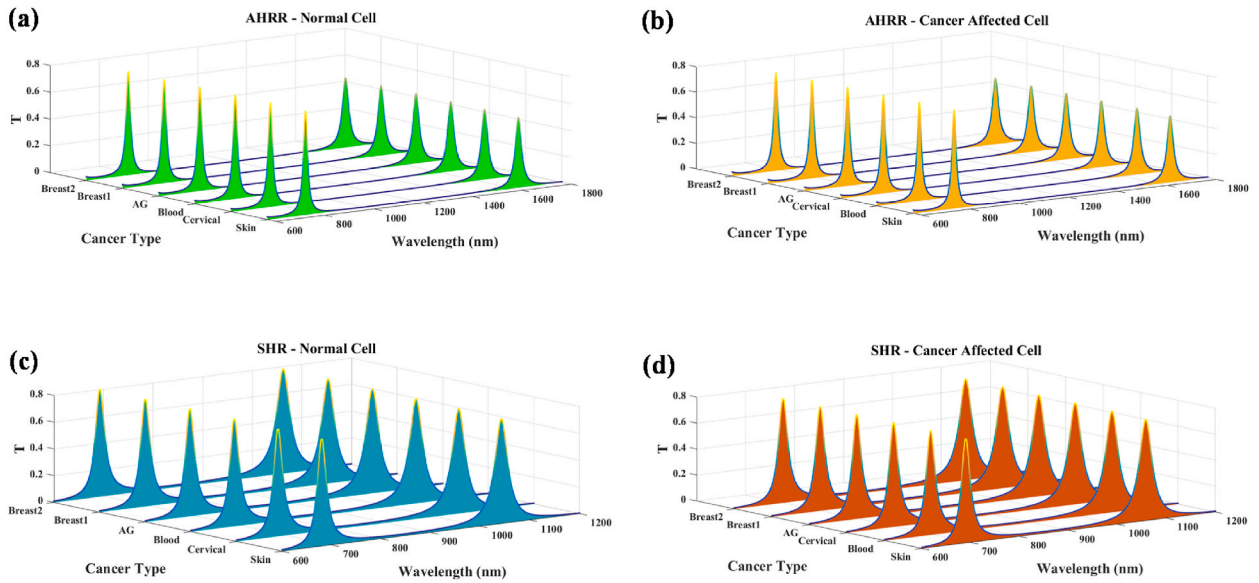 (a)
AHRR - Normal Cell
0.8
0.6
0.4
0.2
0
T
Breast2
Breast1
AG
Blood
Cervical
Skin
Cancer Type
600
800
1000
1200
1400
1600
1800
Wavelength (nm)
(b)
AHRR - Cancer Affected Cell
0.8
0.6
0.4
0.2
0
T
Breast2
Breast1
AG
Cervical
Blood
Skin
Cancer Type
600
800
1000
1200
1400
1600
1800
Wavelength (nm)
(c)
SHR - Normal Cell
0.8
0.6
0.4
0.2
0
T
Breast2
Breast1
AG
Blood
Cervical
Skin
Cancer Type
600
700
800
900
1000
1100
1200
Wavelength (nm)
(d)
SHR - Cancer Affected Cell
0.8
0.6
0.4
0.2
0
T
Breast2
Breast1
AG
Cervical
Blood
Skin
Cancer Type
600
700
800
900
1000
1100
1200
Wavelength (nm)